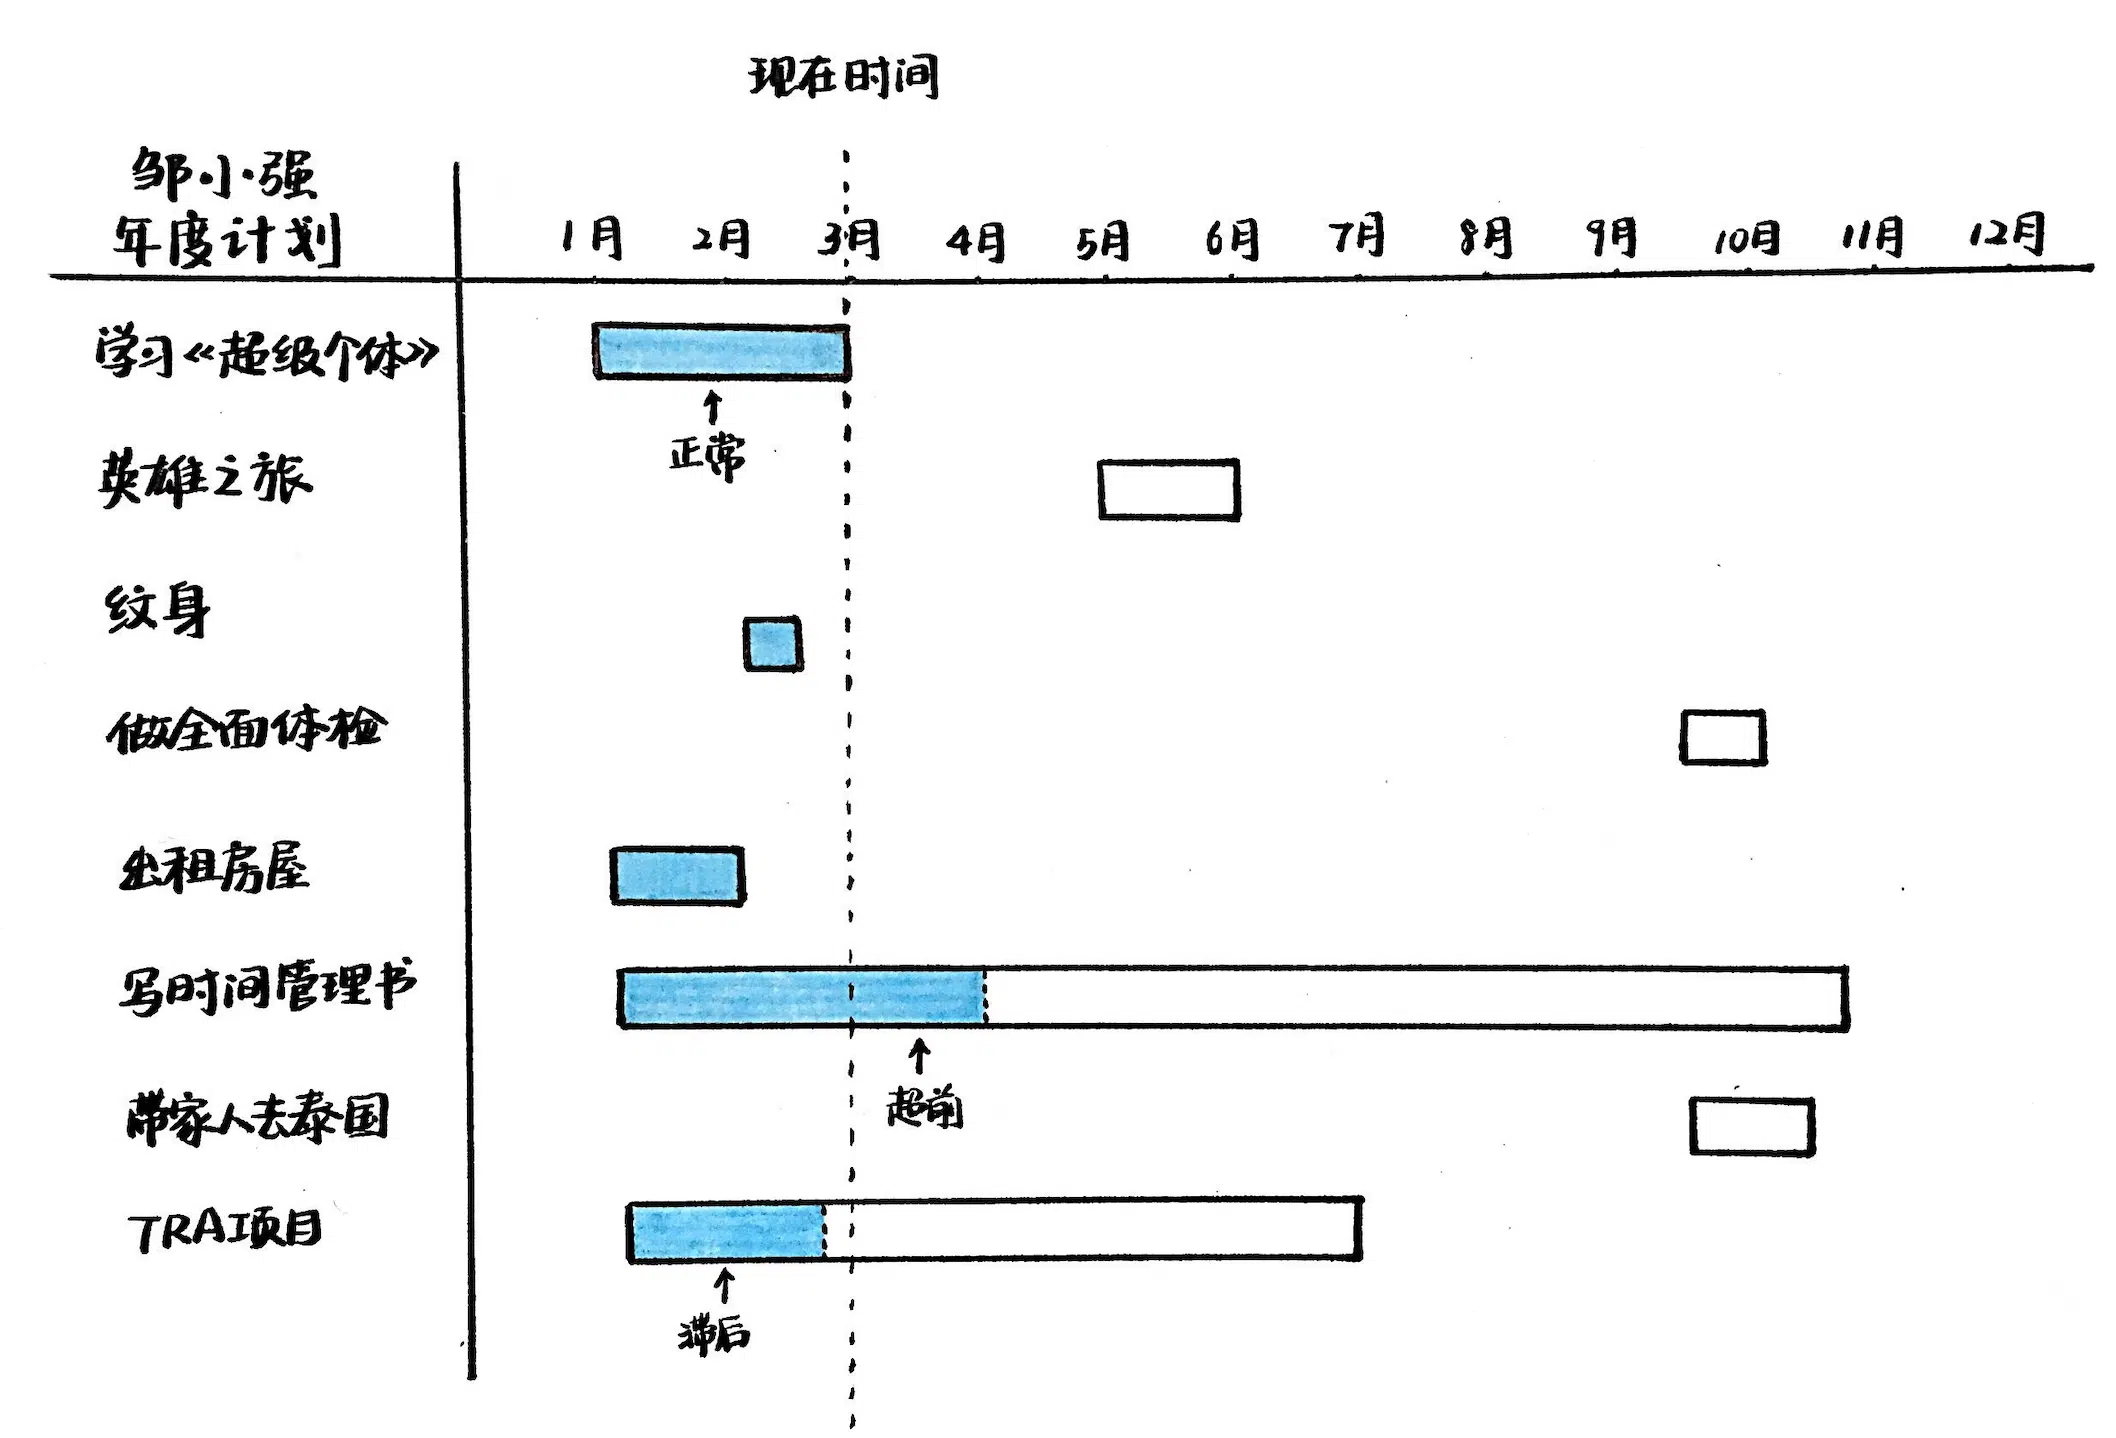 现在时间
邹小强
年度计划
1月 2月 3月 4月 5月 6月 7月 8月 9月 10月 11月 12月
学习《超级个体》
正常
英雄之旅
纹身
做全面体检
出租房屋
写时间管理书
超前
带家人去泰国
TRAI项目
滞后